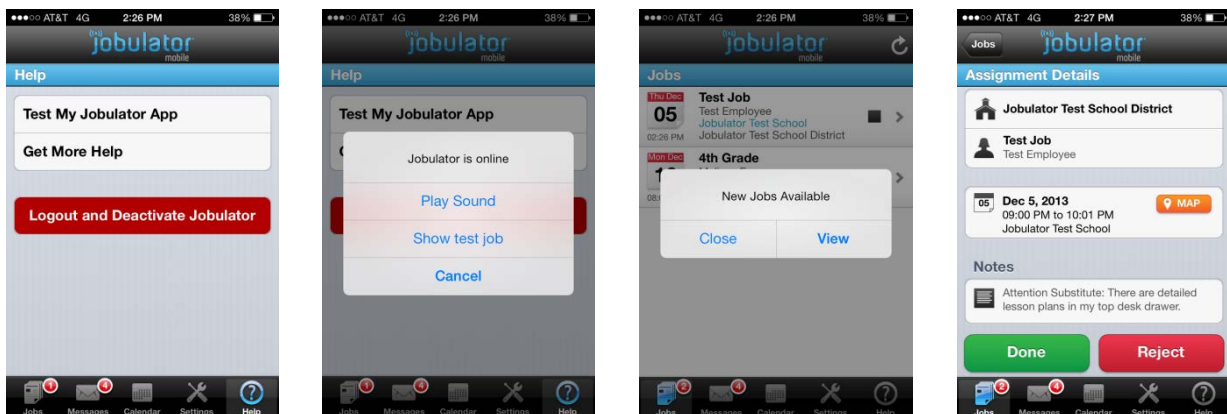 AT&T 4G 2:26 PM 38%
jobulator
mobile
Help
Test My Jobulator App
Get More Help
Logout and Deactivate Jobulator
1 4
Jobs Messages Calendar Settings Help
AT&T 4G 2:26 PM 38%
jobulator
mobile
Help
Test My Jobulator App
Jobulator is online
Play Sound
Show test job
Cancel
1 4
Jobs Messages Calendar Settings Help
AT&T 4G 2:26 PM 38%
jobulator
mobile
Jobs
Thu Dec
05
02:26 PM
Test Job
Test Employee
Jobulator Test School
Jobulator Test School District
Mon Dec
4th Grade
New Jobs Available
Close View
2 4
Jobs Messages Calendar Settings Help
AT&T 4G 2:27 PM 38%
Jobs
jobulator
mobile
Assignment Details
Jobulator Test School District
Test Job
Test Employee
05
Dec 5, 2013
09:00 PM to 10:01 PM
Jobulator Test School
MAP
Notes
Attention Substitute: There are detailed
lesson plans in my top desk drawer.
Done Reject
2 4
Jobs Messages Calendar Settings Help